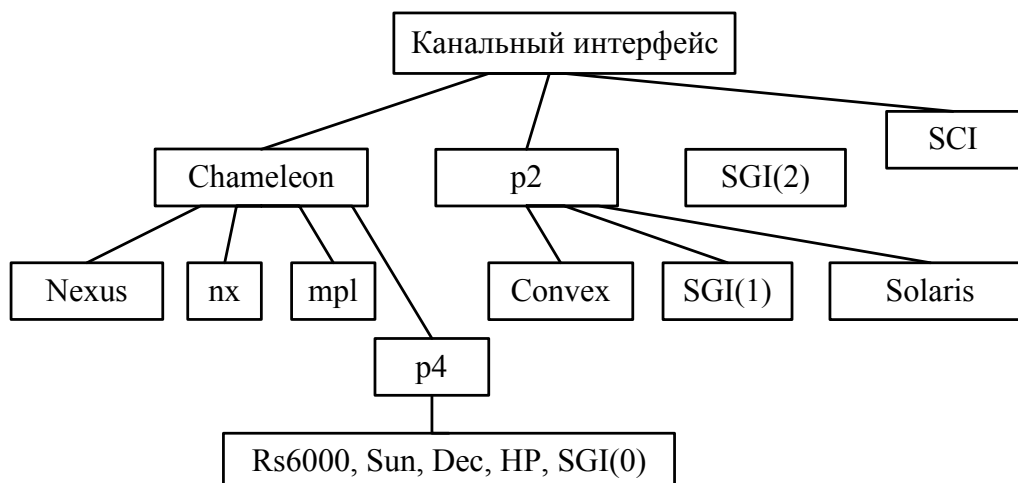 Канальный интерфейс
SCI
Chameleon
p2
SGI(2)
Nexus
nx
mpl
Convex
SGI(1)
Solaris
p4
Rs6000, Sun, Dec, HP, SGI(0)